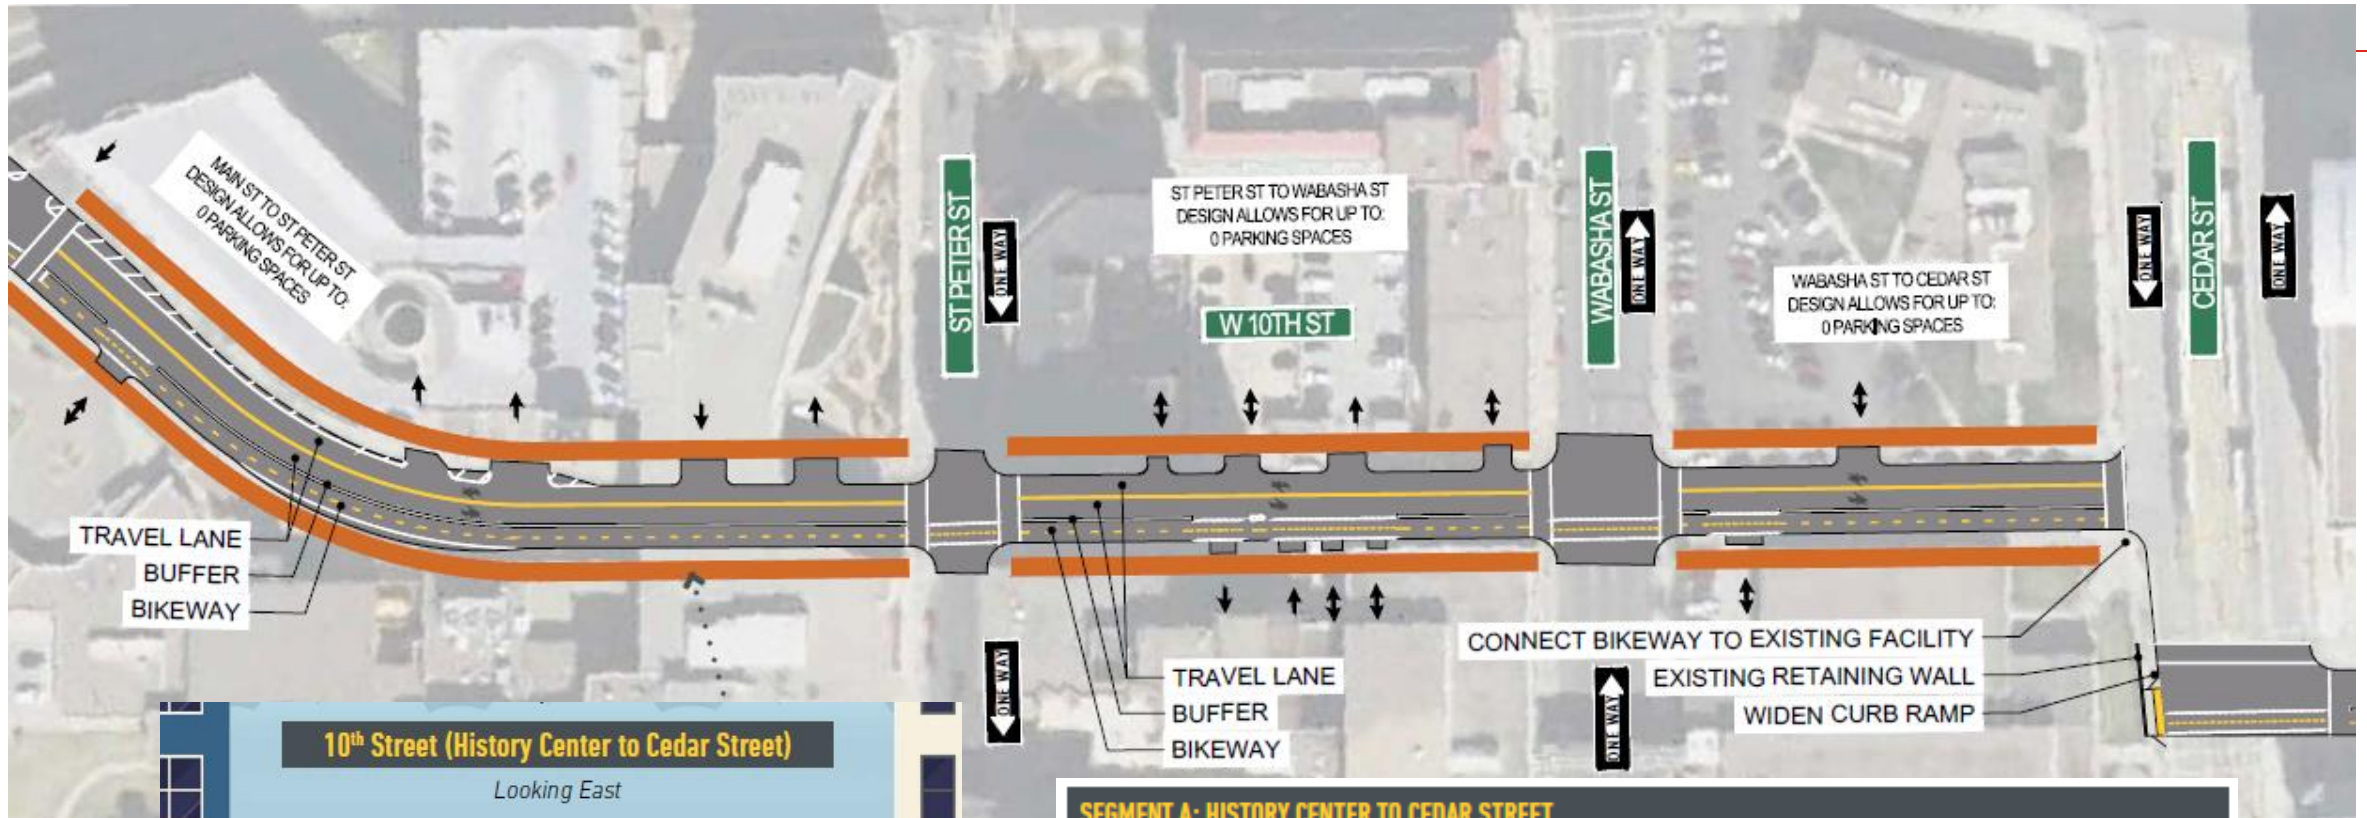 MAIN ST TO ST PETER ST
DESIGN ALLOWS FOR UP TO:
0 PARKING SPACES
ST PETER ST
ONE WAY
ST PETER ST TO WABASHA ST
DESIGN ALLOWS FOR UP TO:
0 PARKING SPACES
W 10TH ST
WABASHA ST
ONE WAY
WABASHA ST TO CEDAR ST
DESIGN ALLOWS FOR UP TO:
0 PARKING SPACES
ONE WAY
CEDAR ST
ONE WAY
TRAVEL LANE
BUFFER
BIKEWAY
ONE WAY
TRAVEL LANE
BUFFER
BIKEWAY
CONNECT BIKEWAY TO EXISTING FACILITY
EXISTING RETAINING WALL
WIDEN CURB RAMP
ONE WAY
10th Street (History Center to Cedar Street)
Looking East
SEGMENT A: HISTORY CENTER TO CEDAR STREET